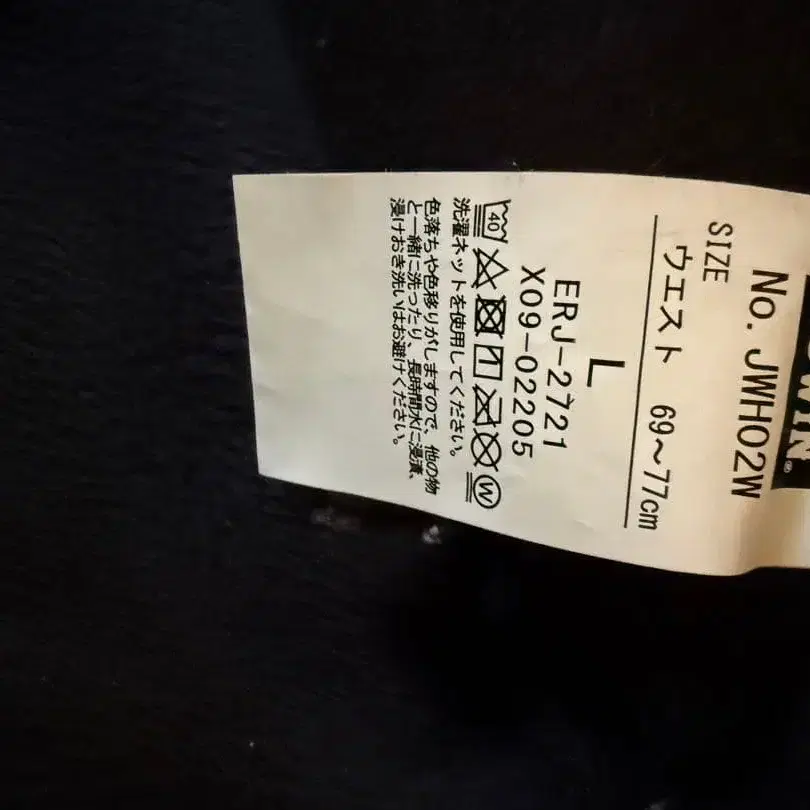 No. JWH02W
SIZE
ウエスト 69〜77cm
L
ERJ-2721
X09-02205
40
W
洗濯ネットを使用してください。
色落ちや色移りがしますので、他の物
と一緒に洗ったり、長時間水に浸漬、
浸けおき洗いはお避けください。